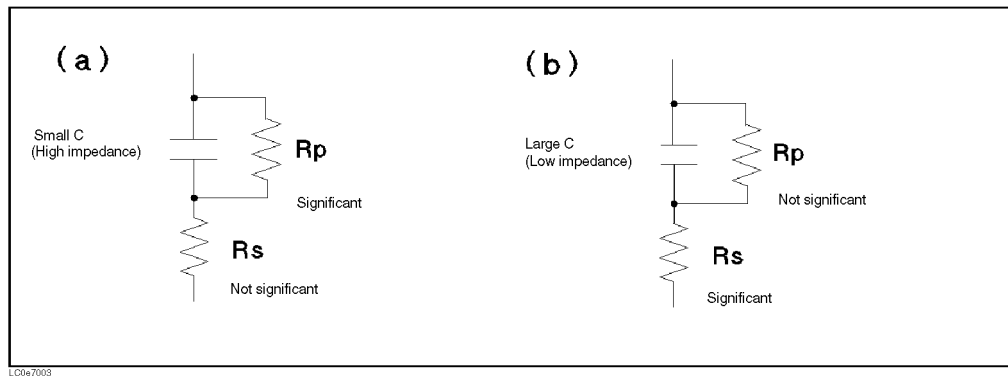 (a)
Small C
(High impedance)
Rp
Significant
Rs
Not significant
(b)
Large C
(Low impedance)
Rp
Not significant
Rs
Significant
LC0e7003